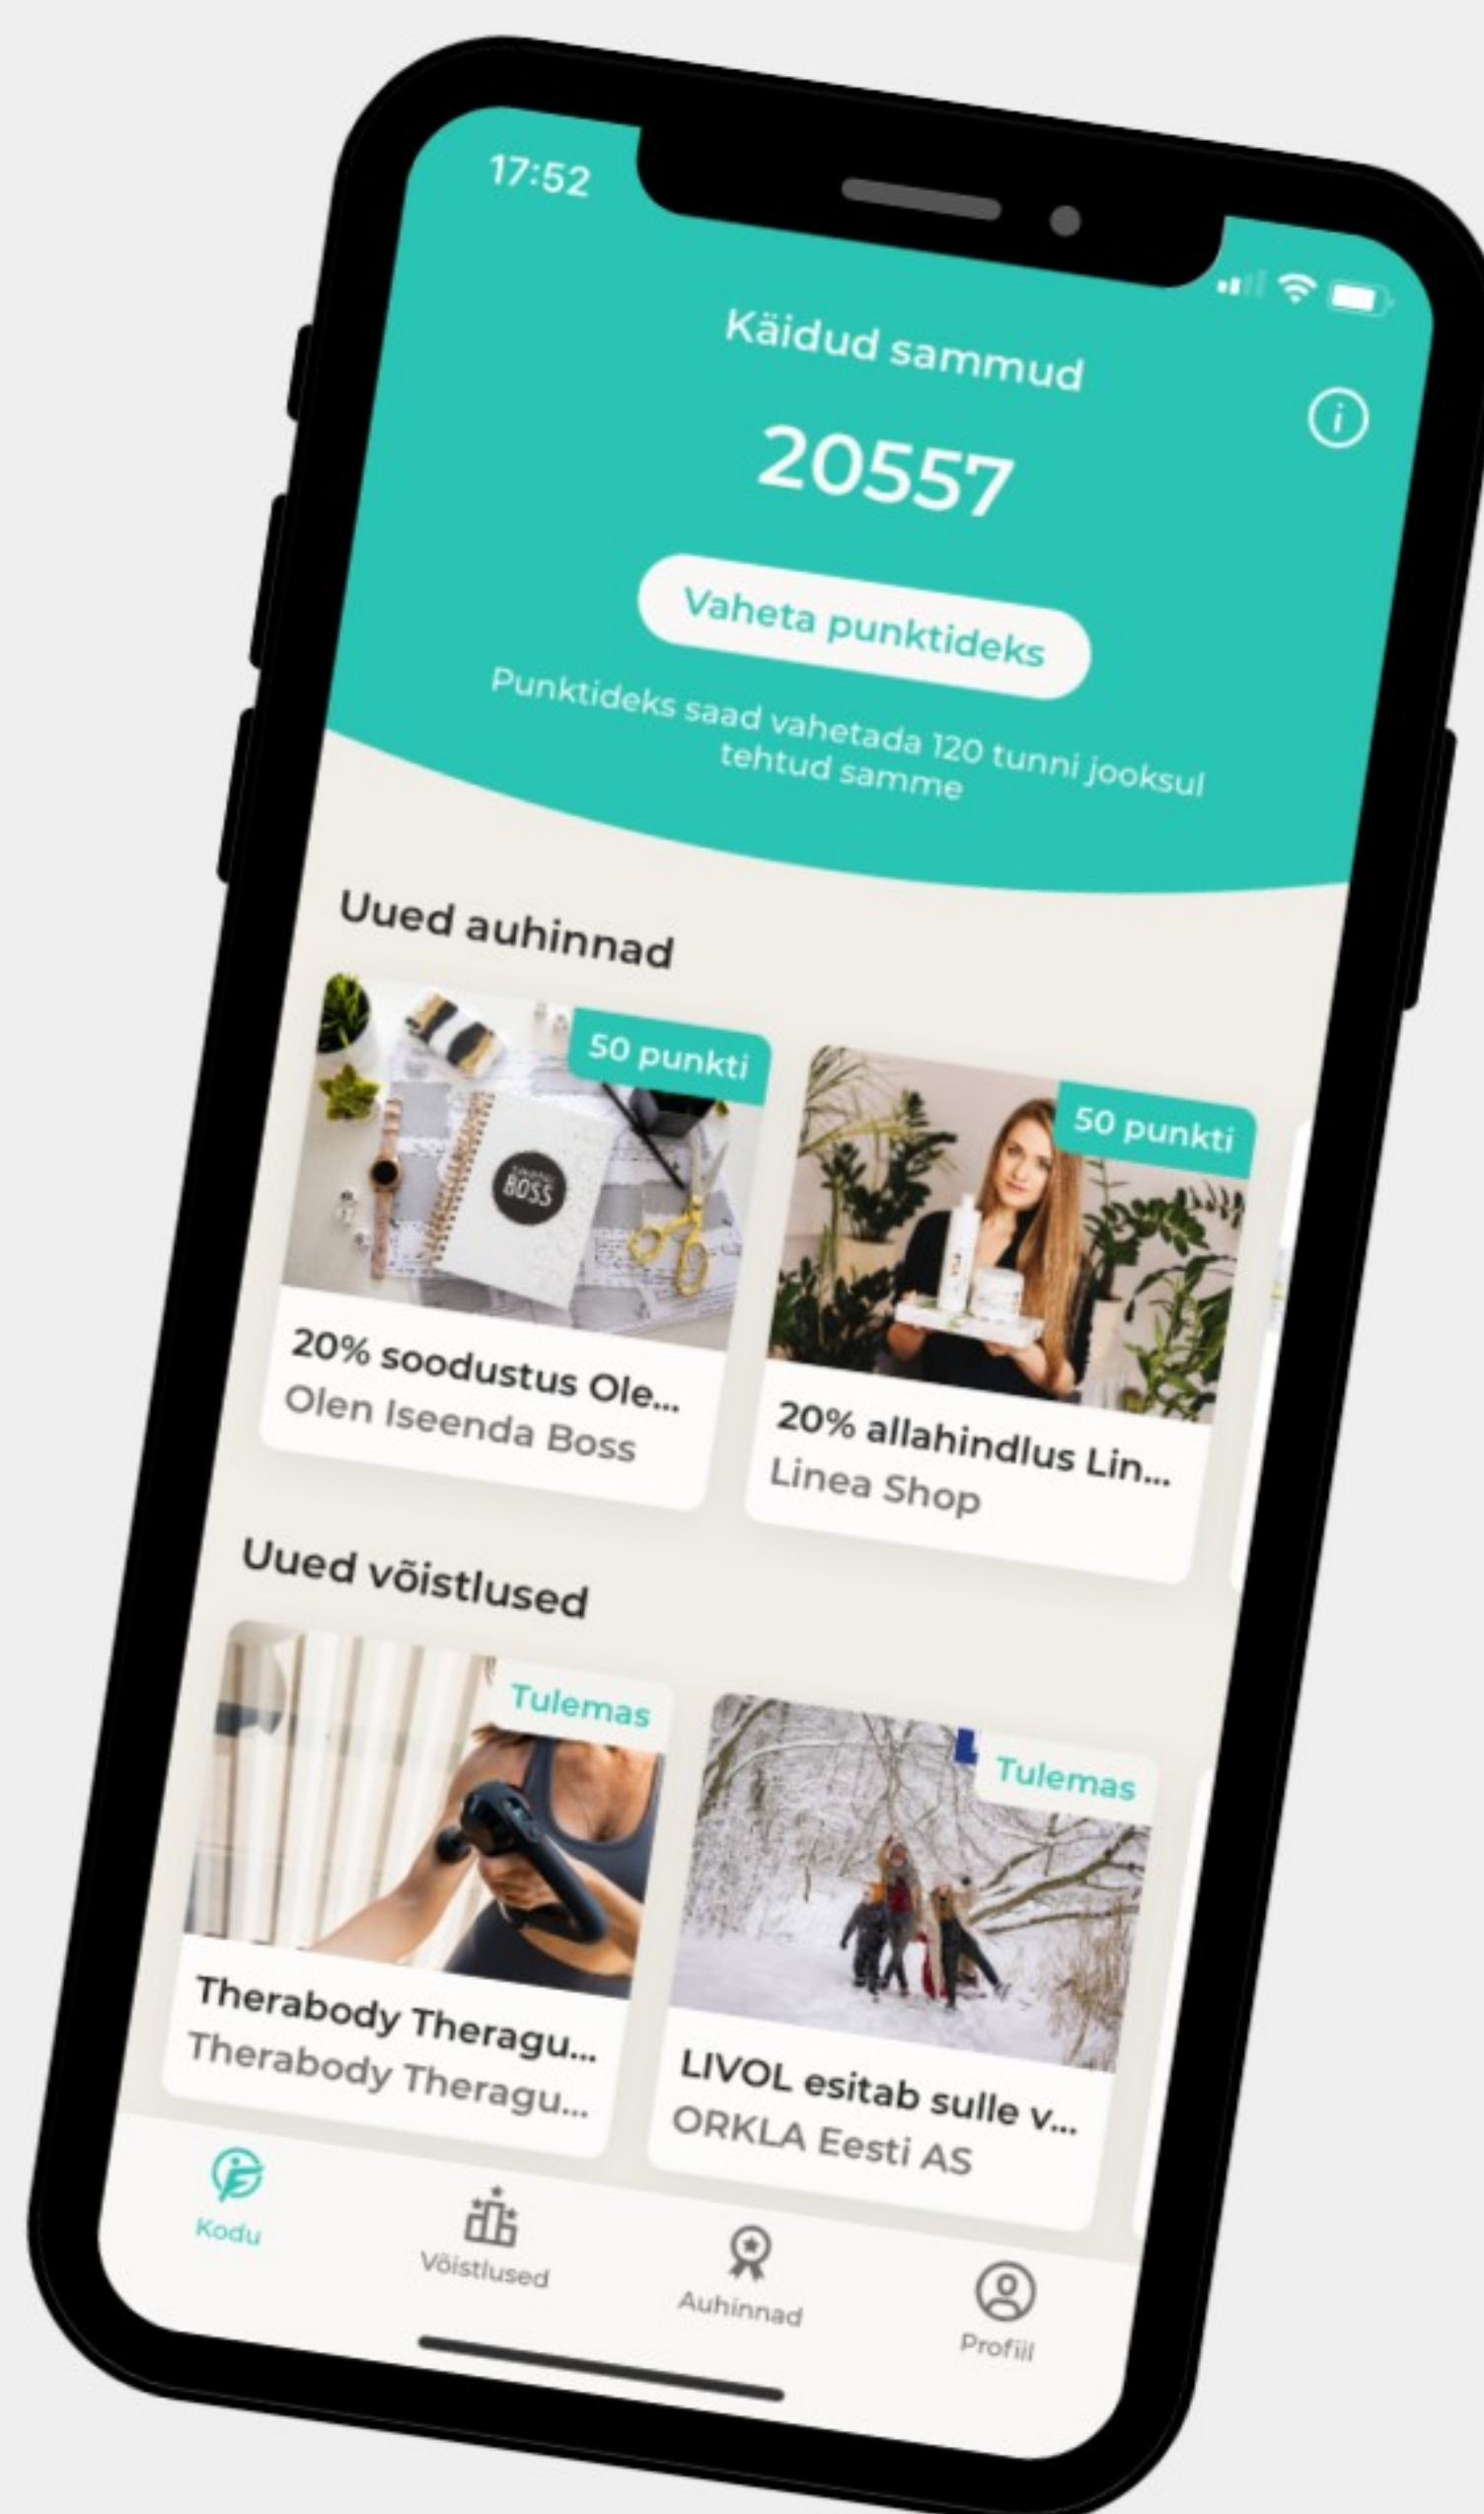 17:52
Käidud sammud
20557
Vaheta punktideks
Punktideks saad vahetada 120 tunni jooksul
tehtud samme
Uued auhinnad
50 punkti
50 punkti
BOSS
20% soodustus Ole...
Olen Iseenda Boss
20% allahindlus Lin...
Linea Shop
Uued võistlused
Tulemas
Tulemas
Therabody Theragu...
Therabody Theragu...
LIVOL esitab sulle v...
ORKLA Eesti AS
Kodu
Võistlused
Auhinnad
Profiil